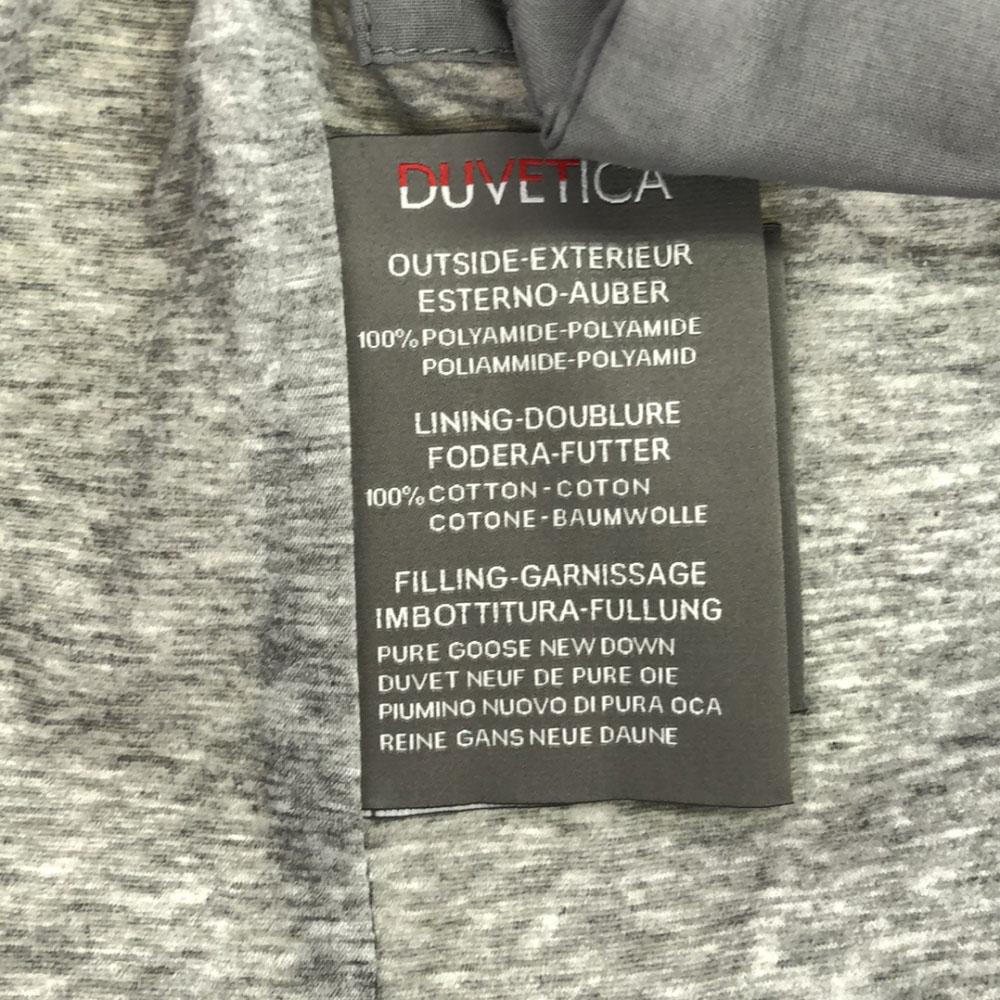 DUVETICA
OUTSIDE-EXTERIEUR
ESTERNO-AUBER
100% POLYAMIDE-POLYAMIDE
POLIAMMIDE-POLYAMID
LINING-DOUBLURE
FODERA-FUTTER
100% COTTON-COTON
COTONE-BAUMWOLLE
FILLING-GARNISSAGE
IMBOTTITURA-FULLUNG
PURE GOOSE NEW DOWN
DUVET NEUF DE PURE OIE
PIUMINO NUOVO DI PURA OCA
REINE GANS NEUE DAUNE